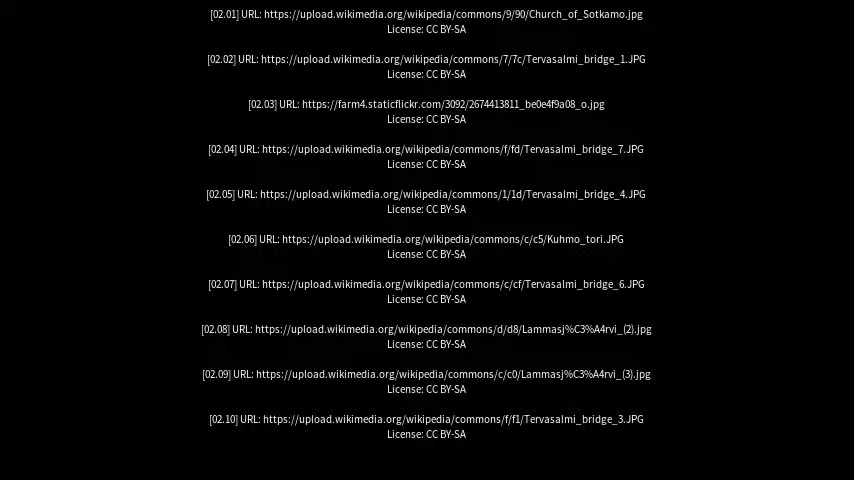 [02.01] URL: https://upload.wikimedia.org/wikipedia/commons/9/90/Church_of_Sotkamo.jpg
License: CC BY-SA
[02.02] URL: https://upload.wikimedia.org/wikipedia/commons/7/7c/Tervasalmi_bridge_1.JPG
License: CC BY-SA
[02.03] URL: https://farm4.staticflickr.com/3092/2674413811_be0e4f9a08_o.jpg
License: CC BY-SA
[02.04] URL: https://upload.wikimedia.org/wikipedia/commons/f/fd/Tervasalmi_bridge_7.JPG
License: CC BY-SA
[02.05] URL: https://upload.wikimedia.org/wikipedia/commons/1/1d/Tervasalmi_bridge_4.JPG
License: CC BY-SA
[02.06] URL: https://upload.wikimedia.org/wikipedia/commons/c/c5/Kuhmo_tori.JPG
License: CC BY-SA
[02.07] URL: https://upload.wikimedia.org/wikipedia/commons/c/cf/Tervasalmi_bridge_6.JPG
License: CC BY-SA
[02.08] URL: https://upload.wikimedia.org/wikipedia/commons/d/d8/Lammasj%C3%A4rvi_(2).jpg
License: CC BY-SA
[02.09] URL: https://upload.wikimedia.org/wikipedia/commons/c/c0/Lammasj%C3%A4rvi_(3).jpg
License: CC BY-SA
[02.10] URL: https://upload.wikimedia.org/wikipedia/commons/f/f1/Tervasalmi_bridge_3.JPG
License: CC BY-SA